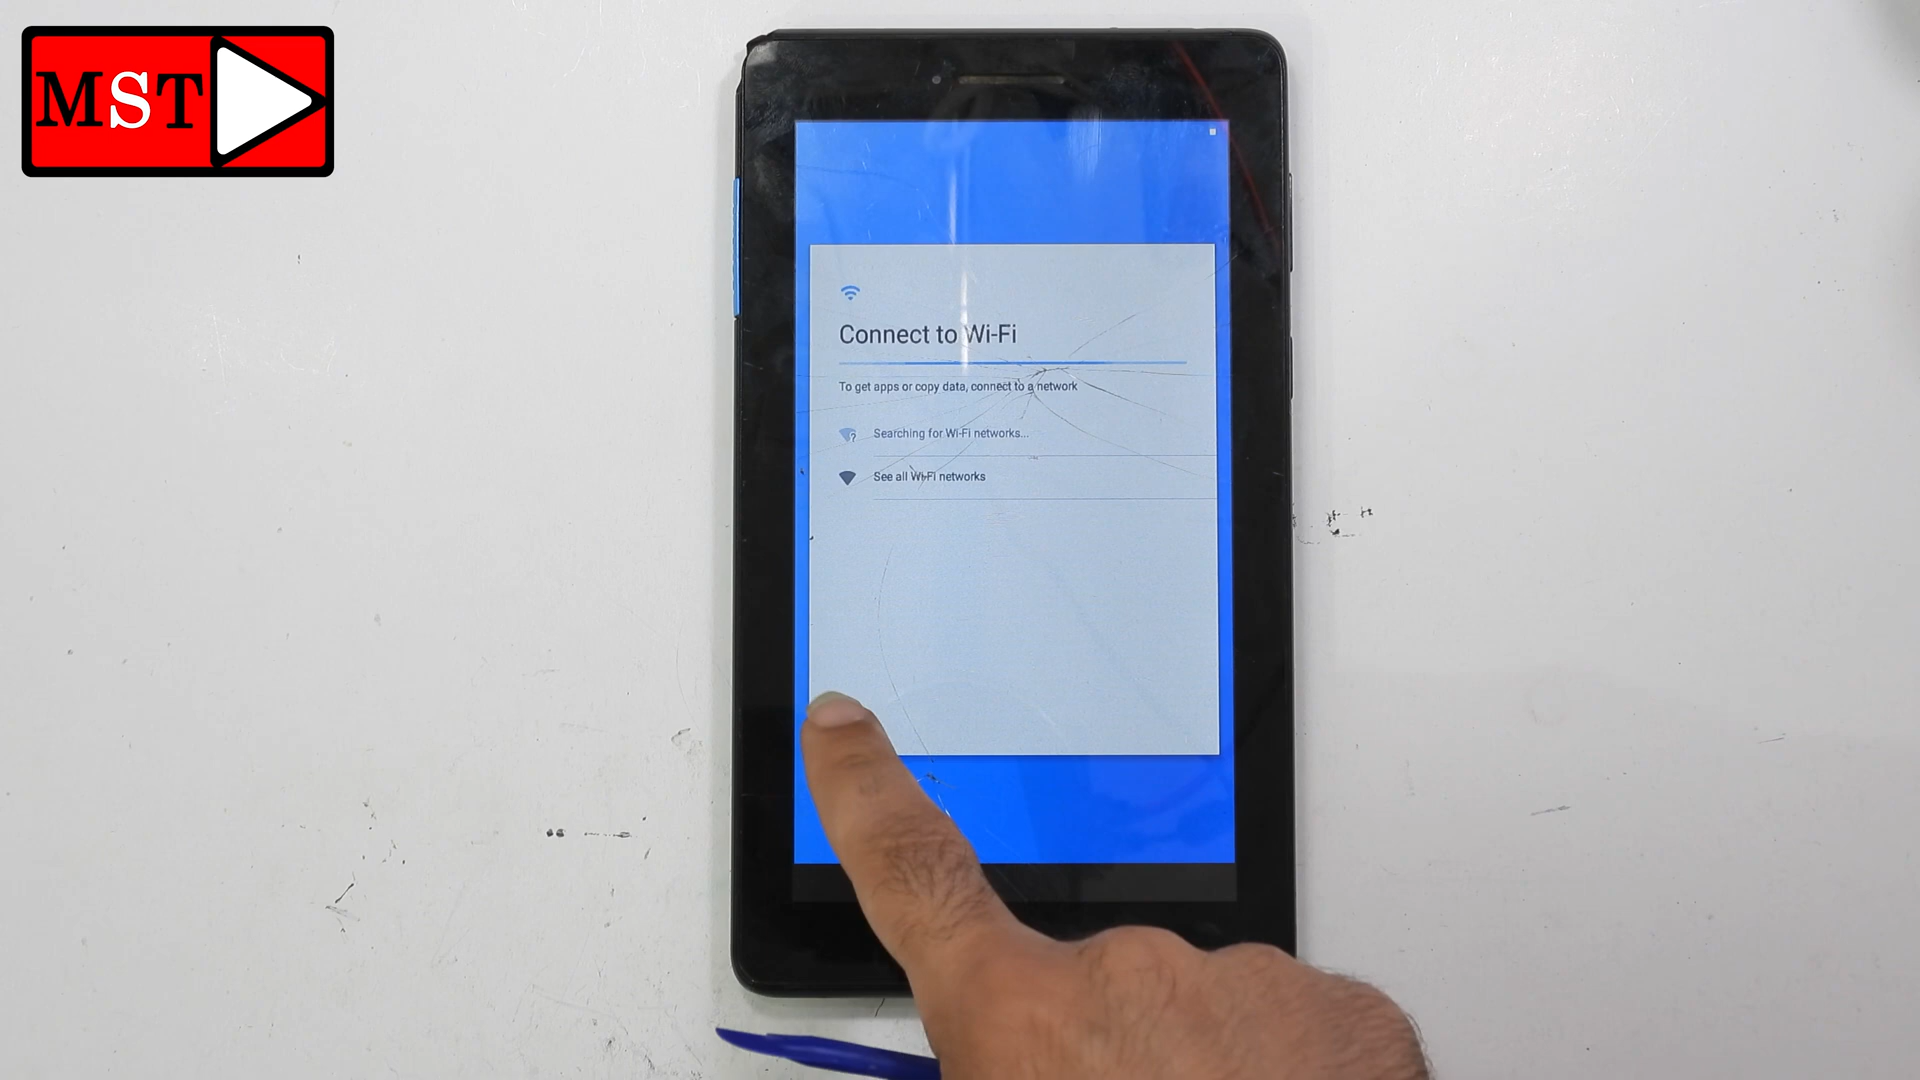 MST
Connect to Wi-Fi
To get apps or copy data, connect to a network
Searching for Wi-Fi networks...
See all Wi-Fi networks